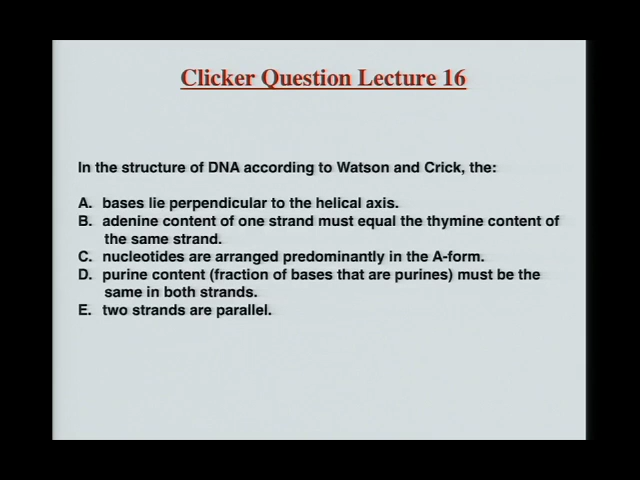 Clicker Question Lecture 16
In the structure of DNA according to Watson and Crick, the:
A. bases lie perpendicular to the helical axis.
B. adenine content of one strand must equal the thymine content of
the same strand.
C. nucleotides are arranged predominantly in the A-form.
D. purine content (fraction of bases that are purines) must be the
same in both strands.
E. two strands are parallel.